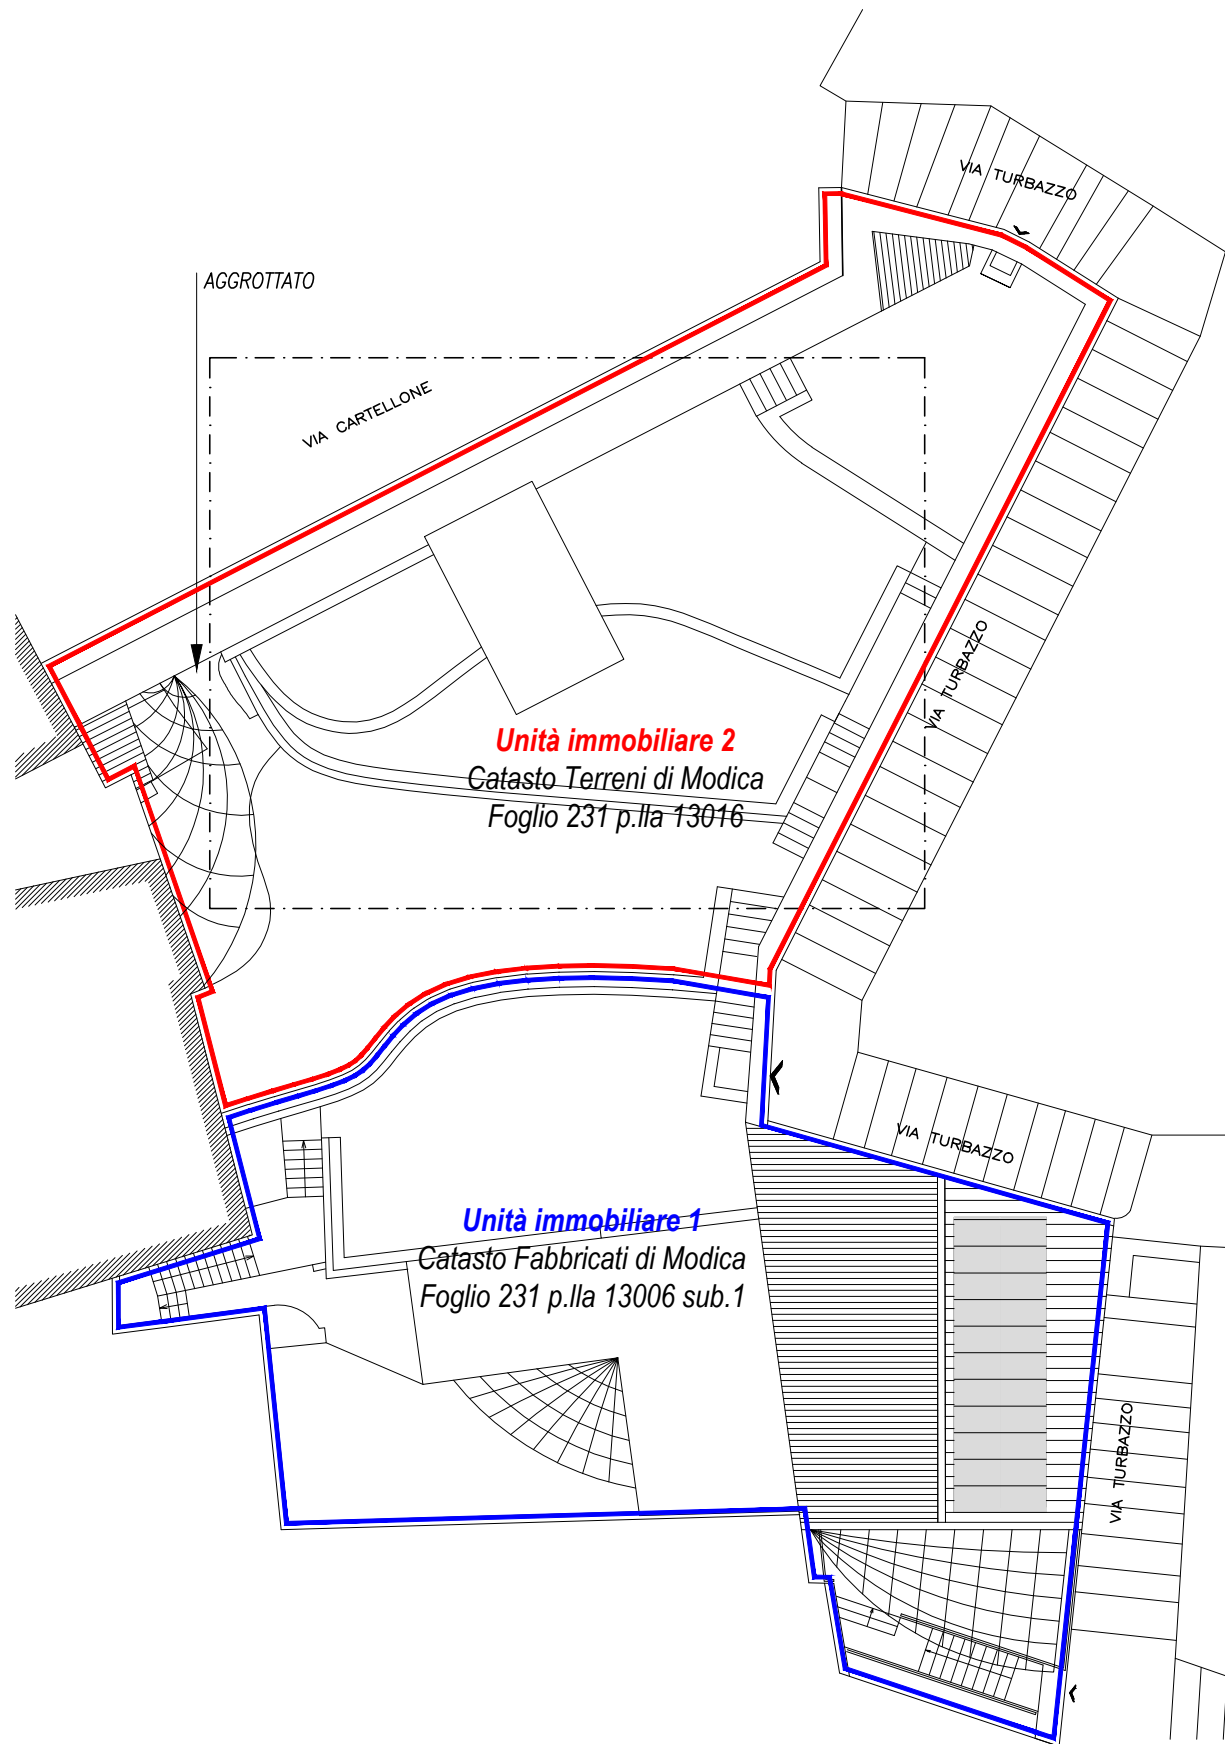 VIA TURBAZZO
AGGROTTATO
VIA CARTELLONE
VIA TURBAZZO
Unità immobiliare 2
Catasto Terreni di Modica
Foglio 231 p.lla 13016
VIA TURBAZZO
Unità immobiliare 1
Catasto Fabbricati di Modica
Foglio 231 p.lla 13006 sub.1
VIA TURBAZZO